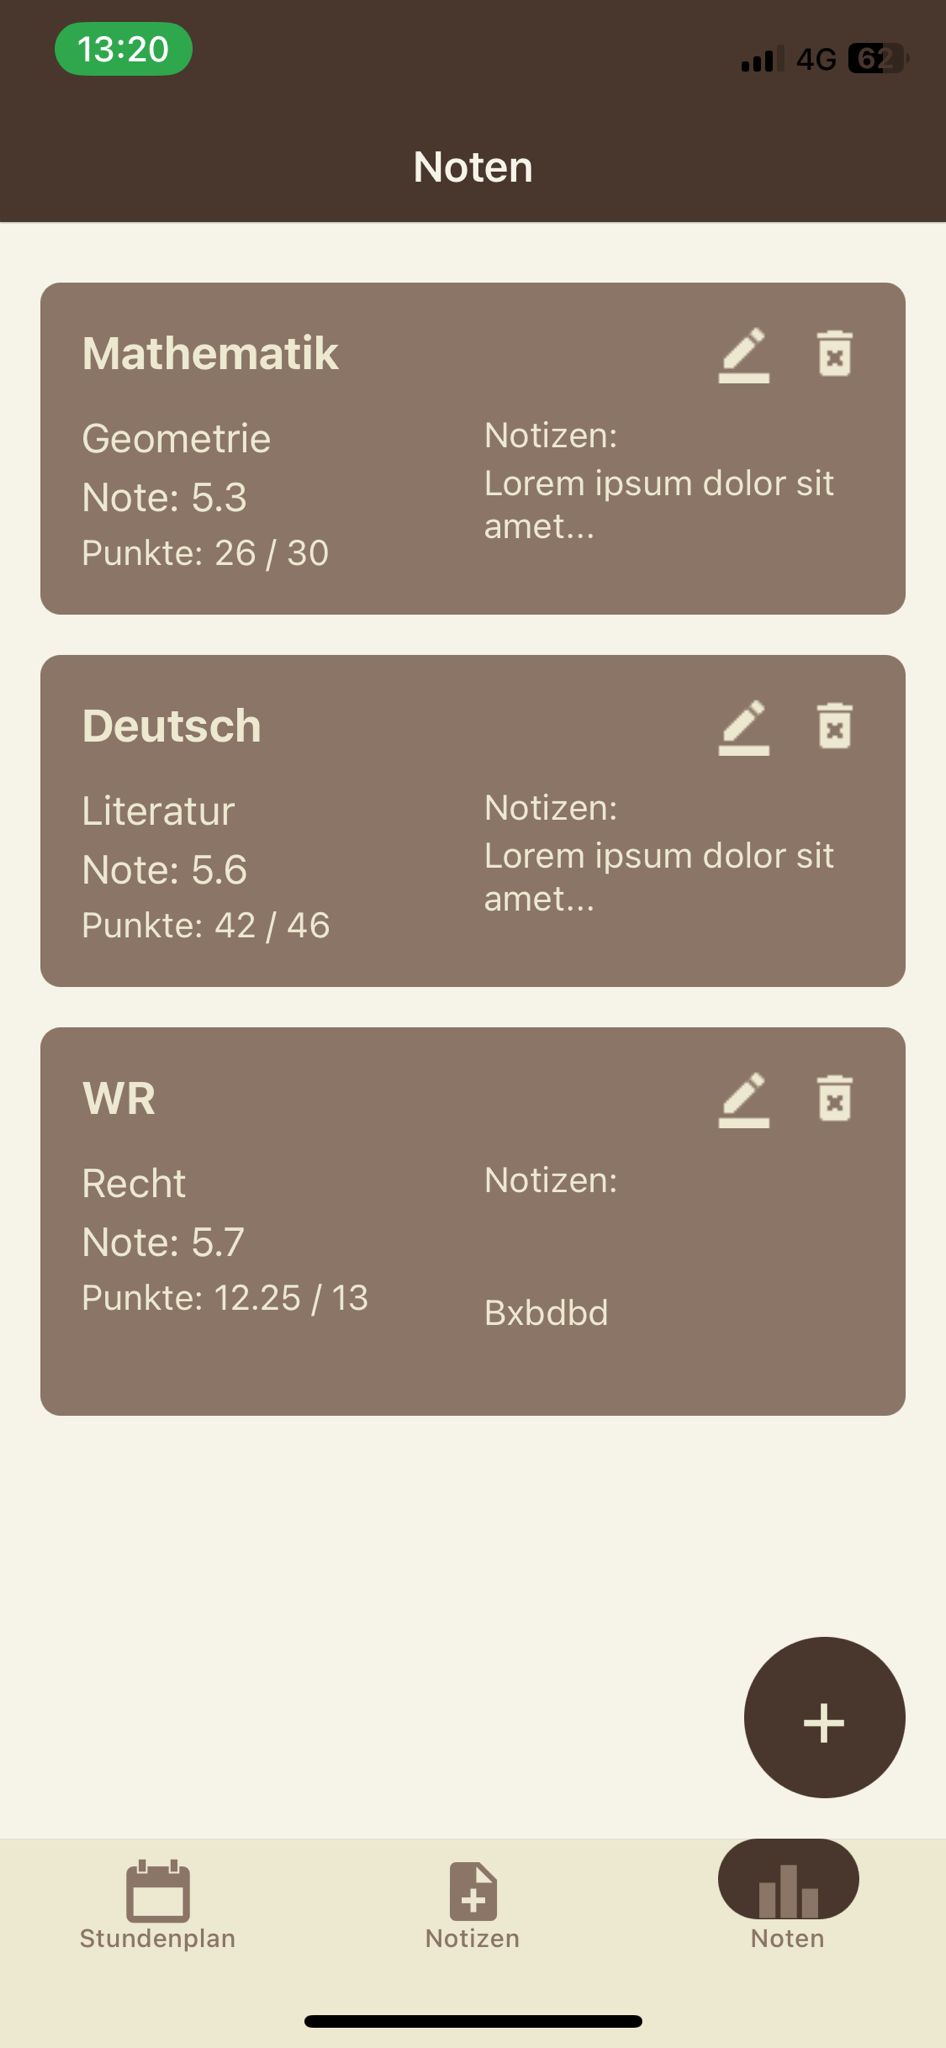 13:20
4G 62
Noten
Mathematik
Geometrie
Note: 5.3
Punkte: 26 / 30
Notizen:
Lorem ipsum dolor sit
amet...
Deutsch
Literatur
Note: 5.6
Punkte: 42 / 46
Notizen:
Lorem ipsum dolor sit
amet...
WR
Recht
Note: 5.7
Punkte: 12.25 / 13
Notizen:
Bxbdbd
+
Stundenplan
Notizen
Noten